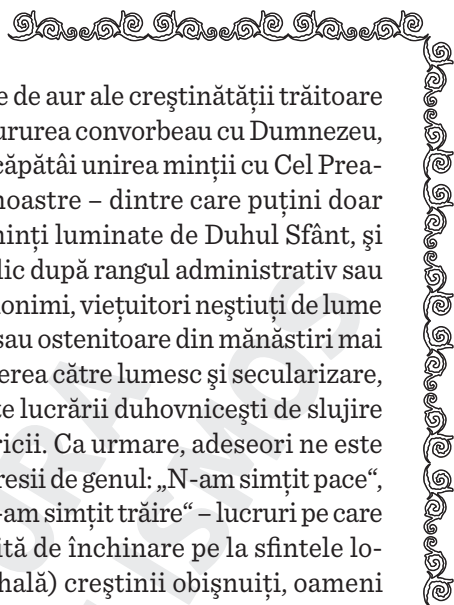 e de aur ale creştinătăţii trăitoare
ururea convorbeau cu Dumnezeu,
căpătâi unirea minţii cu Cel Prea-
noastre – dintre care puţini doar
ninţi luminate de Duhul Sfânt, şi
lic după rangul administrativ sau
nonimi, vieţuitori neştiuţi de lume
sau ostenitoare din mănăstiri mai
erea către lumesc şi secularizare,
te lucrării duhovniceşti de slujire
ricii. Ca urmare, adeseori ne este
resii de genul: „N-am simţit pace“,
-am simţit trăire“ – lucruri pe care
ită de închinare pe la sfintele lo-
hală) creştinii obişnuiţi, oameni